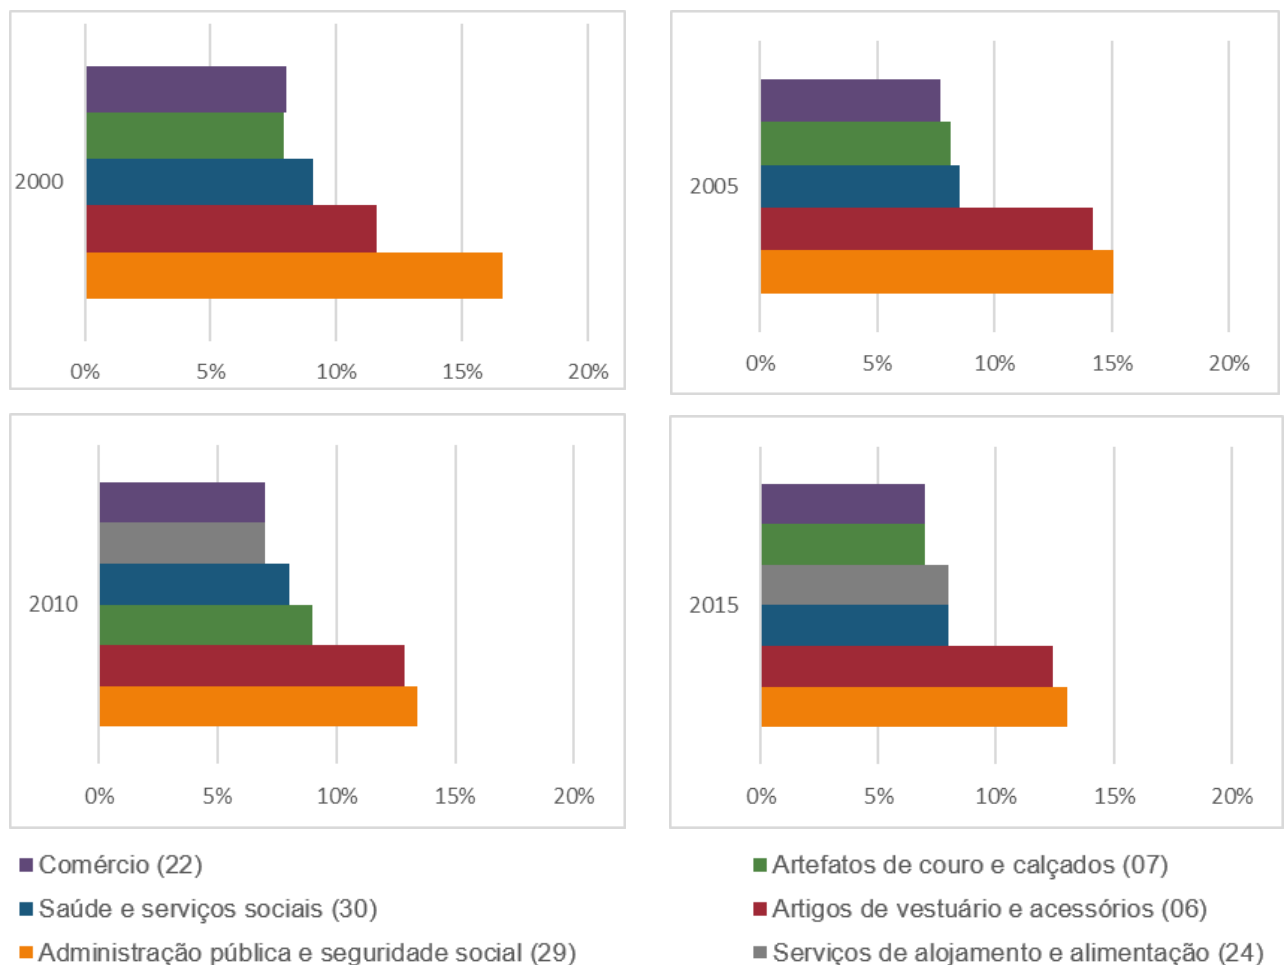 2000
0% 5% 10% 15% 20%
2005
0% 5% 10% 15% 20%
2010
0% 5% 10% 15% 20%
2015
0% 5% 10% 15% 20%
Comércio (22)
Artefatos de couro e calçados (07)
Saúde e serviços sociais (30)
Artigos de vestuário e acessórios (06)
Administração pública e seguridade social (29)
Serviços de alojamento e alimentação (24)